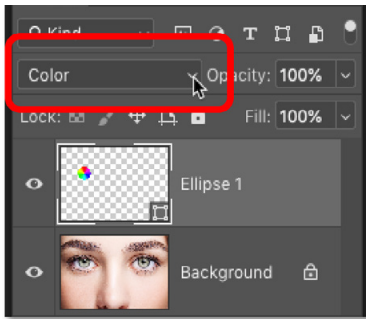 Kind T
Color Opacity: 100%
Lock: Fill: 100%
Ellipse 1
Background